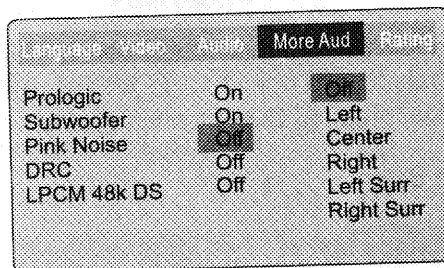 Language Video Audio More Aud Rating
Prologic On Off
Subwoofer On Left
Pink Noise Off Center
DRC Off Right
LPCM 48k DS Off Left Surr
Right Surr